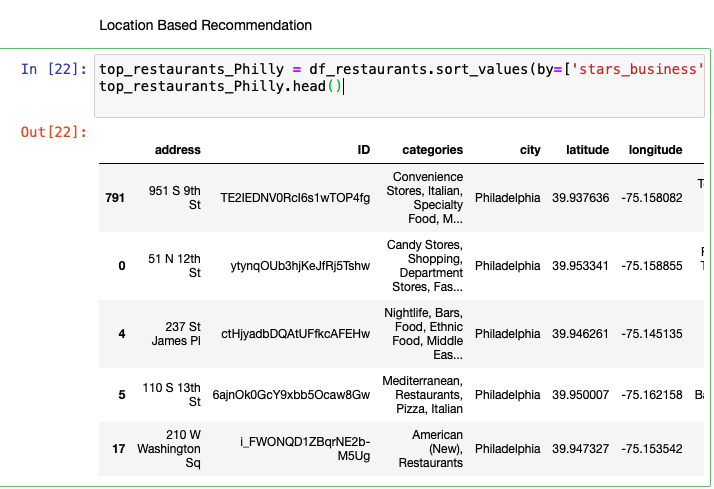 Location Based Recommendation
In [22]: top_restaurants_Philly = df_restaurants.sort_values(by=['stars_business'
top_restaurants_Philly.head()
Out[22]:
address ID categories city latitude longitude
791 951 S 9th St TE2IEDNV0RcI6s1wTOP4fg Convenience Stores, Italian, Specialty Food, M... Philadelphia 39.937636 -75.158082
0 51 N 12th St ytynqOUb3hjKeJfRj5Tshw Candy Stores, Shopping, Department Stores, Fas... Philadelphia 39.953341 -75.158855
4 237 St James Pl ctHjyadbDQAtUFfkcAFEHw Nightlife, Bars, Food, Ethnic Food, Middle Eas... Philadelphia 39.946261 -75.145135
5 110 S 13th St 6ajnOk0GcY9xbb5Ocaw8Gw Mediterranean, Restaurants, Pizza, Italian Philadelphia 39.950007 -75.162158
17 210 W Washington Sq i_FWONQD1ZBqrNE2b-M5Ug American (New), Restaurants Philadelphia 39.947327 -75.153542